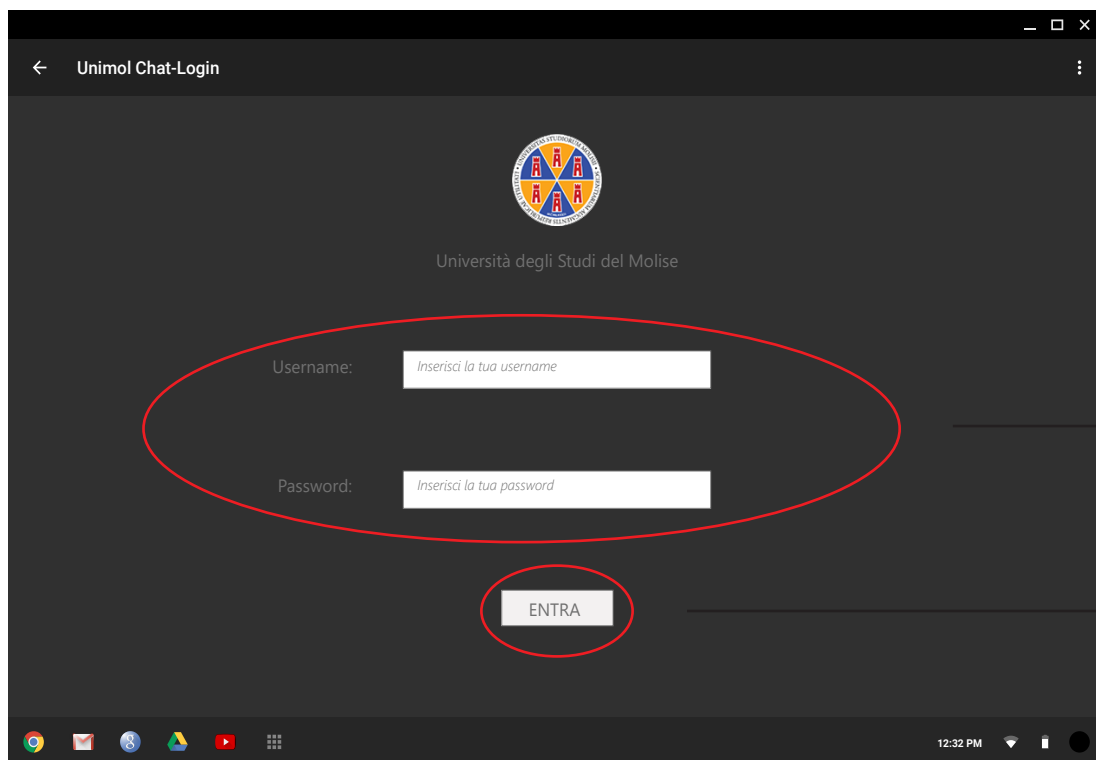 Unimol Chat-Login
Università degli Studi del Molise
Username:
Inserisci la tua username
Password:
Inserisci la tua password
ENTRA
12:32 PM